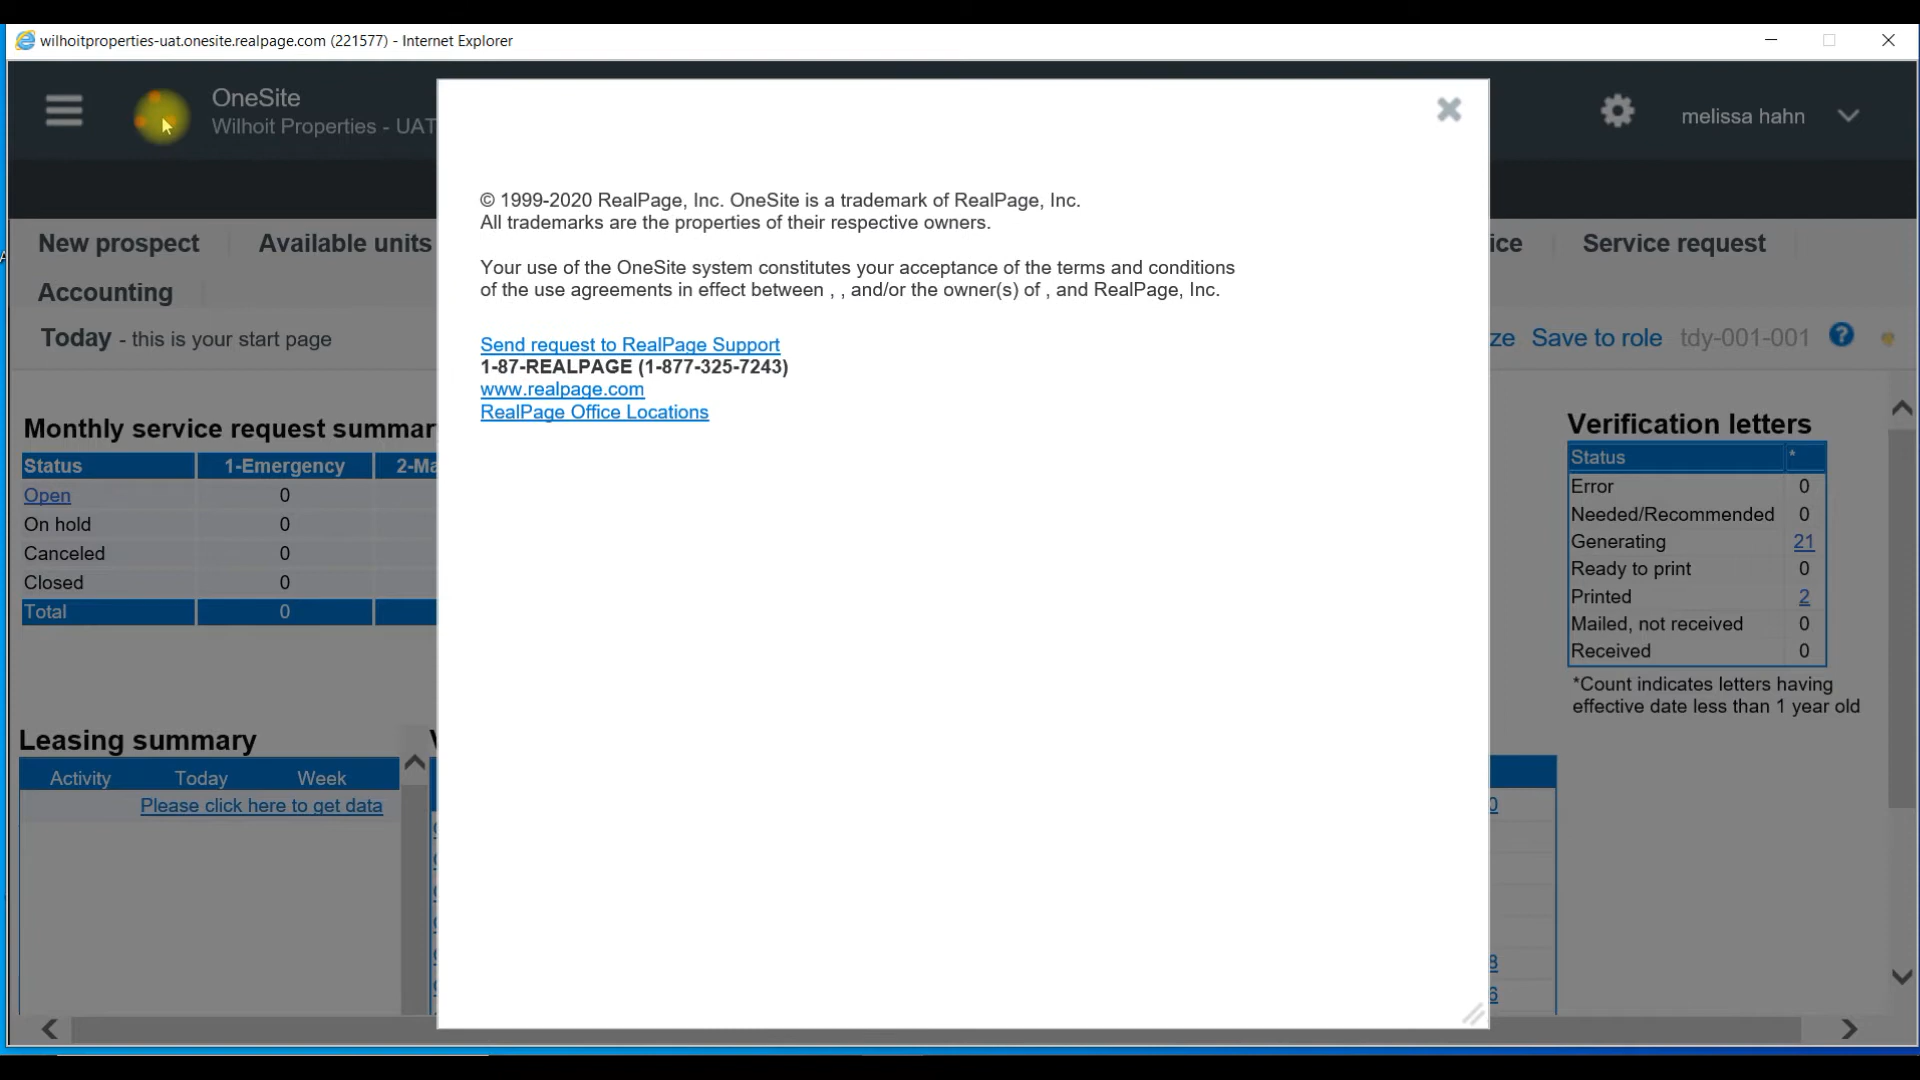 wilhoitproperties-uat.onesite.realpage.com (221577) - Internet Explorer
OneSite
Wilhoit Properties - UAT
melissa hahn
New prospect
Available units
Service request
Accounting
Today - this is your start page
Save to role
tdy-001-001
© 1999-2020 RealPage, Inc. OneSite is a trademark of RealPage, Inc.
All trademarks are the properties of their respective owners.
Your use of the OneSite system constitutes your acceptance of the terms and conditions
of the use agreements in effect between , , and/or the owner(s) of , and RealPage, Inc.
Send request to RealPage Support
1-87-REALPAGE (1-877-325-7243)
www.realpage.com
RealPage Office Locations
Monthly service request
Status 1-Emergency
Open 0
On hold 0
Canceled 0
Closed 0
Total 0
Verification letters
Status *
Error 0
Needed/Recommended 0
Generating 21
Ready to print 0
Printed 2
Mailed, not received 0
Received 0
*Count indicates letters having
effective date less than 1 year old
Leasing summary
Activity Today Week
Please click here to get data